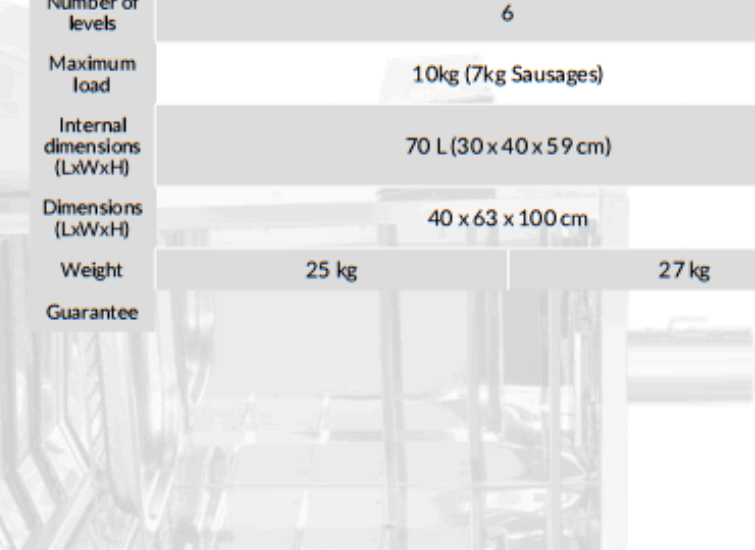 Number of
levels
6
Maximum
load
10kg (7kg Sausages)
Internal
dimensions
(LxWxH)
70 L (30 x 40 x 59 cm)
Dimensions
(LxWxH)
40 x 63 x 100 cm
Weight
25 kg
27 kg
Guarantee